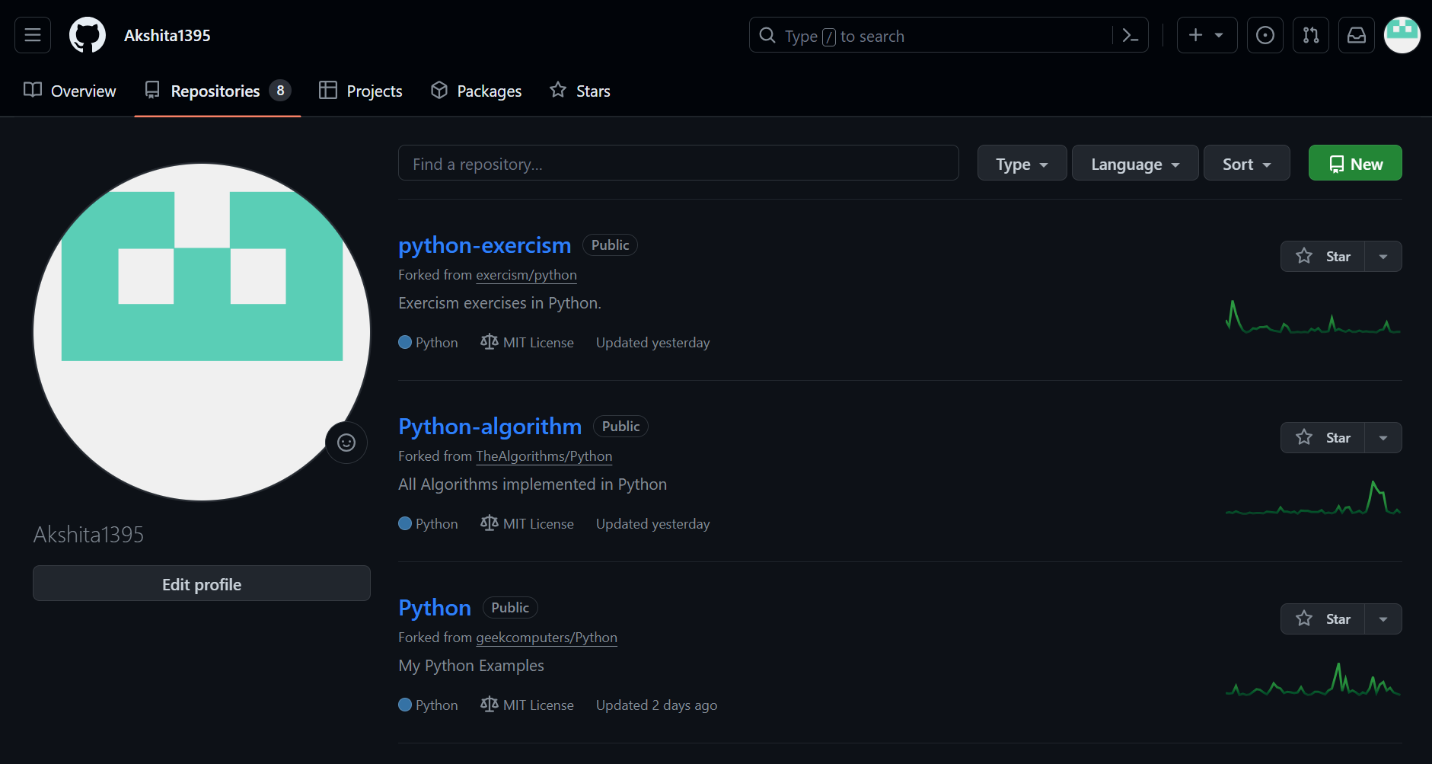 Akshita1395
Type / to search
Overview
Repositories 8
Projects
Packages
Stars
Find a repository...
Type
Language
Sort
New
python-exercism Public
Star
Forked from exercism/python
Exercism exercises in Python.
Python MIT License Updated yesterday
Python-algorithm Public
Star
Forked from TheAlgorithms/Python
All Algorithms implemented in Python
Python MIT License Updated yesterday
Akshita1395
Edit profile
Python Public
Star
Forked from geekcomputers/Python
My Python Examples
Python MIT License Updated 2 days ago